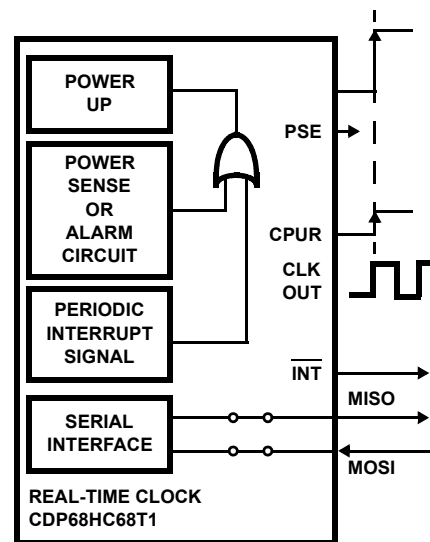 POWER
UP
POWER
SENSE
OR
ALARM
CIRCUIT
PERIODIC
INTERRUPT
SIGNAL
SERIAL
INTERFACE
REAL-TIME CLOCK
CDP68HC68T1
PSE
CPUR
CLK
OUT
INT
MISO
MOSI